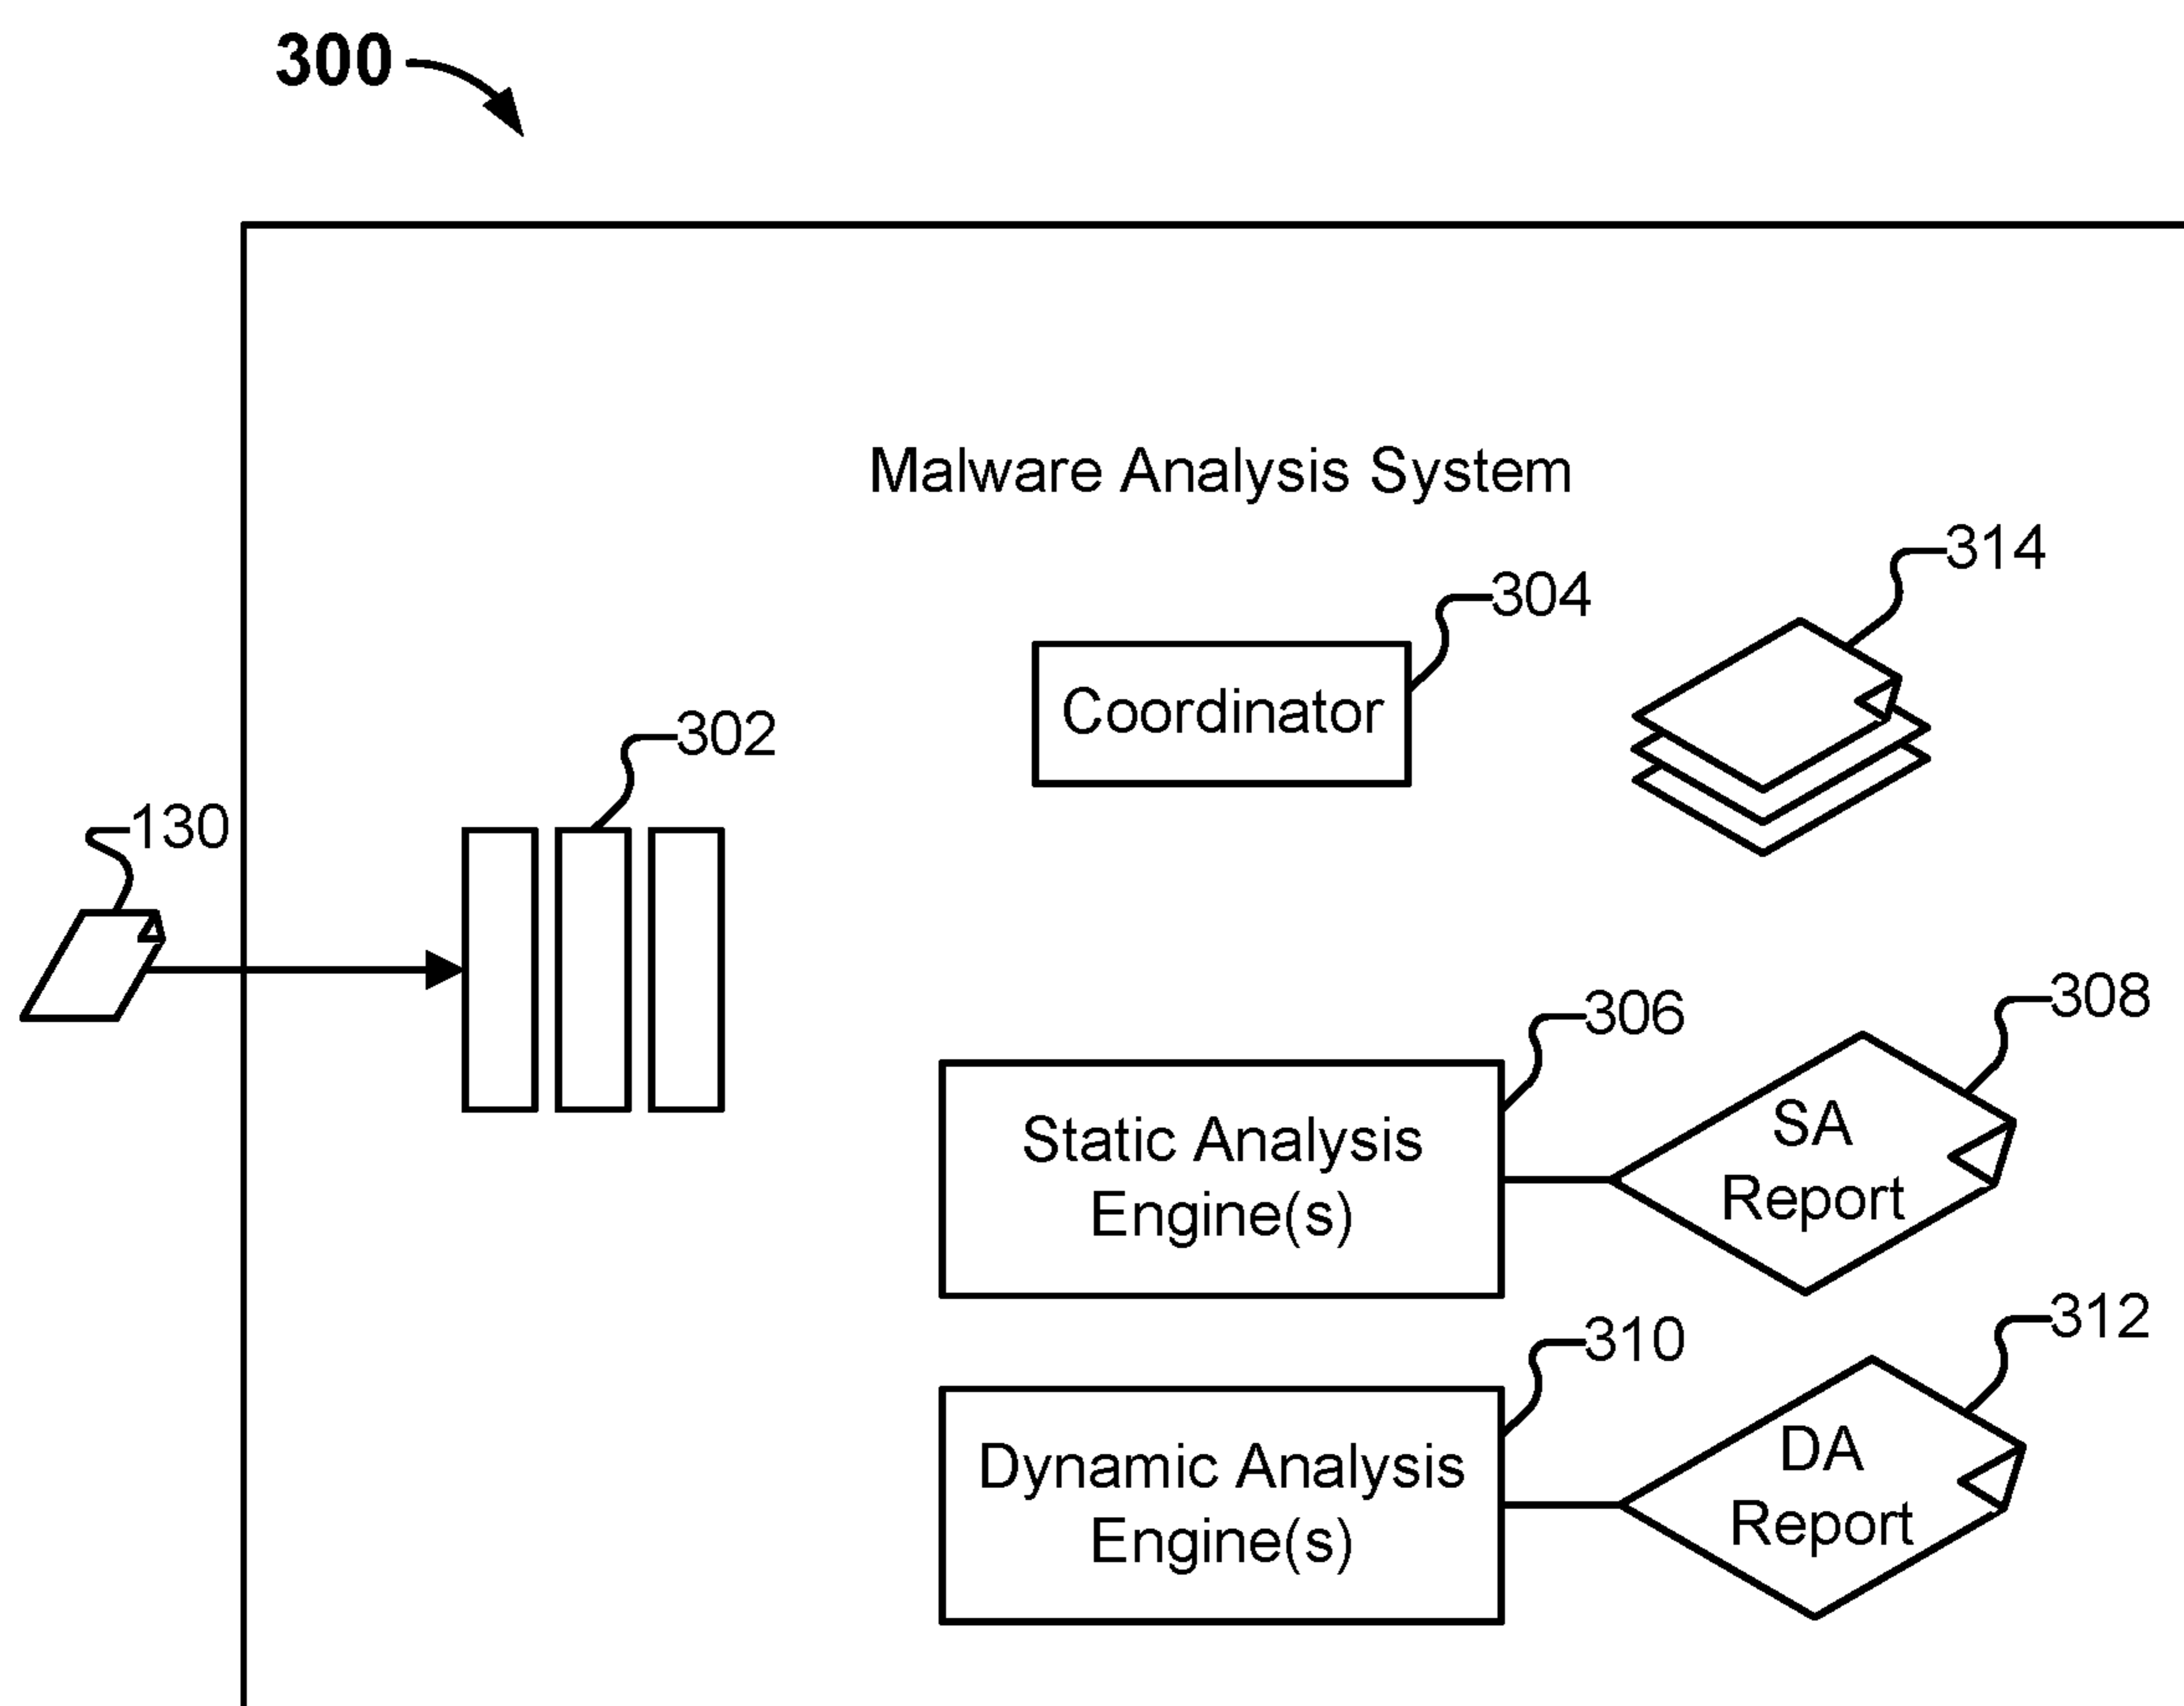 300
Malware Analysis System
314
304
Coordinator
302
130
306
308
Static Analysis
Engine(s)
SA
Report
310
312
Dynamic Analysis
Engine(s)
DA
Report